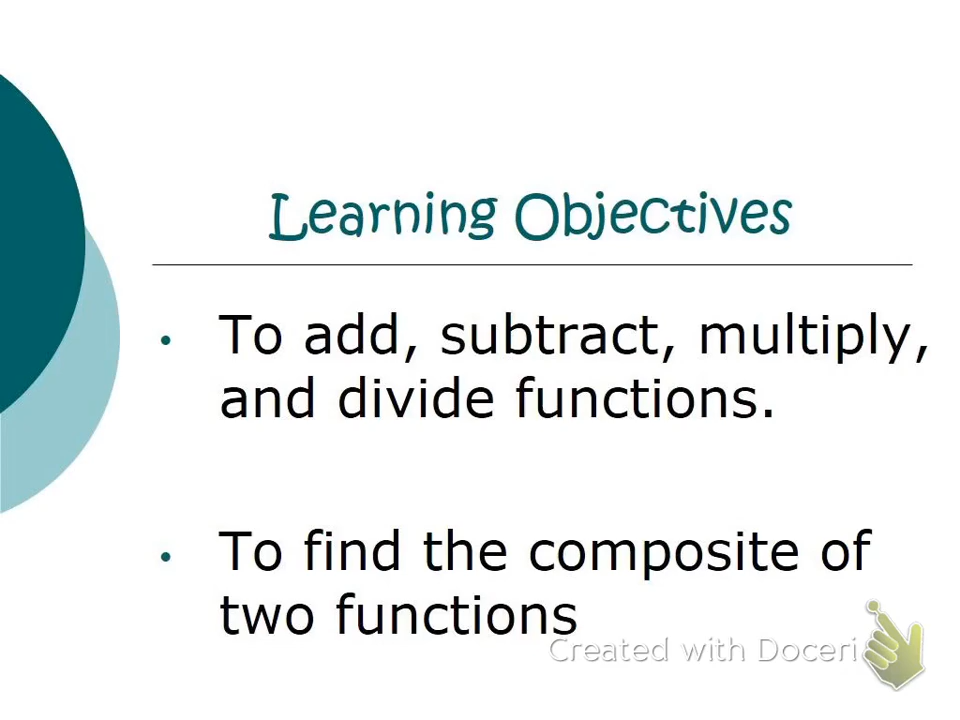 Learning Objectives
• To add, subtract, multiply,
and divide functions.
• To find the composite of
two functions
Created with Doceri